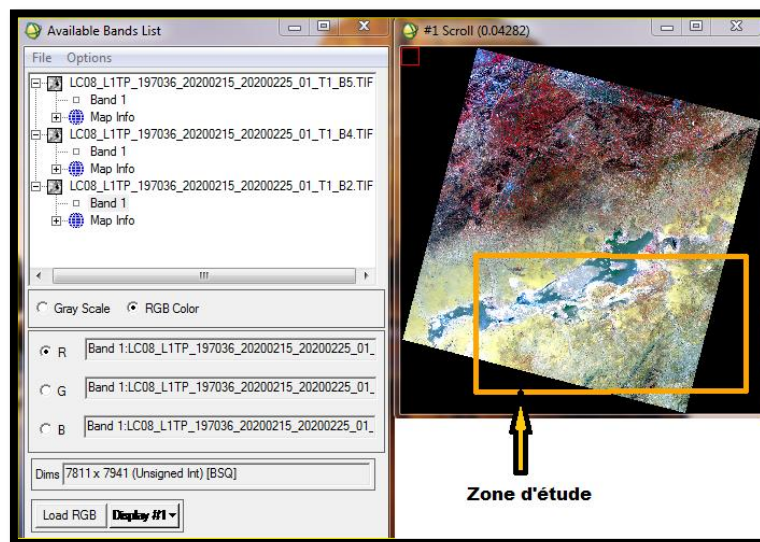 Available Bands List
File Options
LC08_L1TP_197036_20200215_20200225_01_T1_B5.TIF
Band 1
Map Info
LC08_L1TP_197036_20200215_20200225_01_T1_B4.TIF
Band 1
Map Info
LC08_L1TP_197036_20200215_20200225_01_T1_B2.TIF
Band 1
Map Info
Gray Scale RGB Color
R Band 1:LC08_L1TP_197036_20200215_20200225_01_
G Band 1:LC08_L1TP_197036_20200215_20200225_01_
B Band 1:LC08_L1TP_197036_20200215_20200225_01_
Dims 7811 x 7941 (Unsigned Int) [BSQ]
Load RGB Display #1
#1 Scroll (0.04282)
Zone d'étude